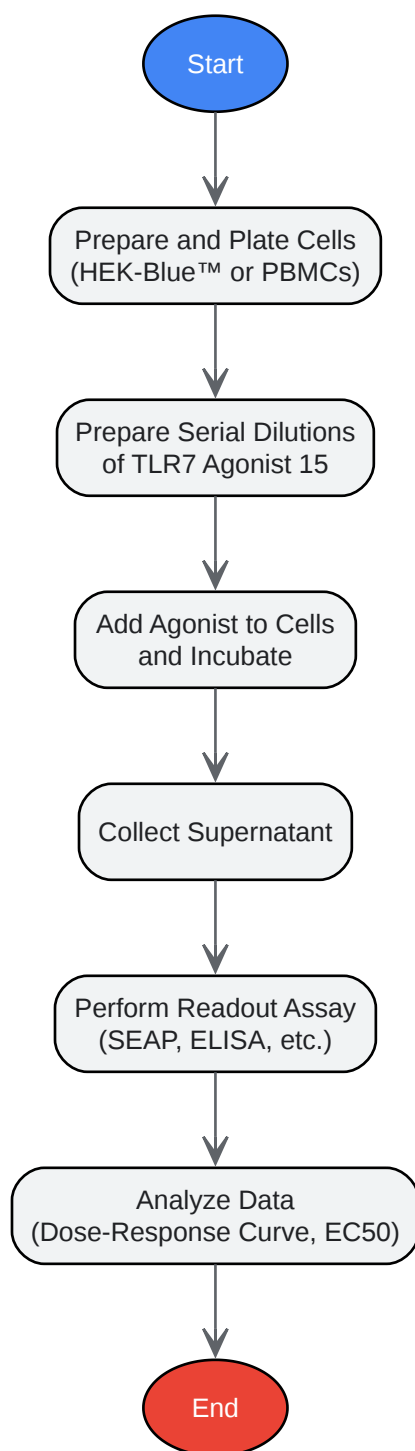 Start
Prepare and Plate Cells
(HEK-Blue™ or PBMCs)
Prepare Serial Dilutions
of TLR7 Agonist 15
Add Agonist to Cells
and Incubate
Collect Supernatant
Perform Readout Assay
(SEAP, ELISA, etc.)
Analyze Data
(Dose-Response Curve, EC50)
End